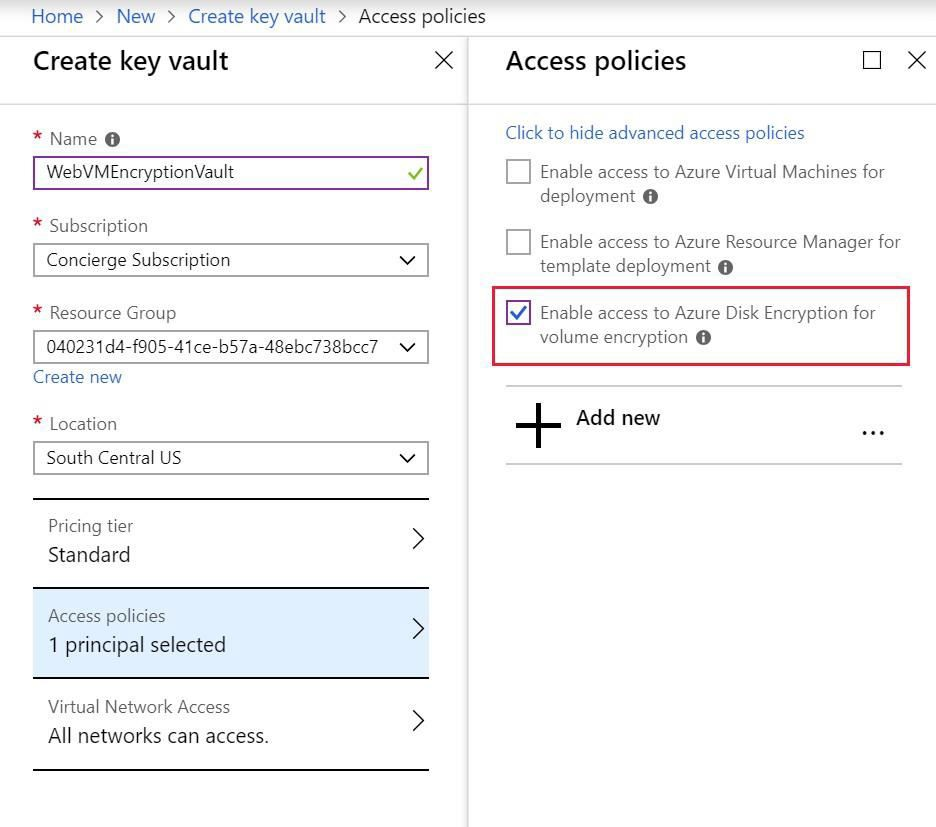 Home > New > Create key vault > Access policies
Create key vault
* Name
WebVMEncryptionVault
* Subscription
Concierge Subscription
* Resource Group
040231d4-f905-41ce-b57a-48ebc738bcc7
Create new
* Location
South Central US
Pricing tier
Standard
Access policies
1 principal selected
Virtual Network Access
All networks can access.
Access policies
Click to hide advanced access policies
Enable access to Azure Virtual Machines for
deployment
Enable access to Azure Resource Manager for
template deployment
Enable access to Azure Disk Encryption for
volume encryption
Add new
...